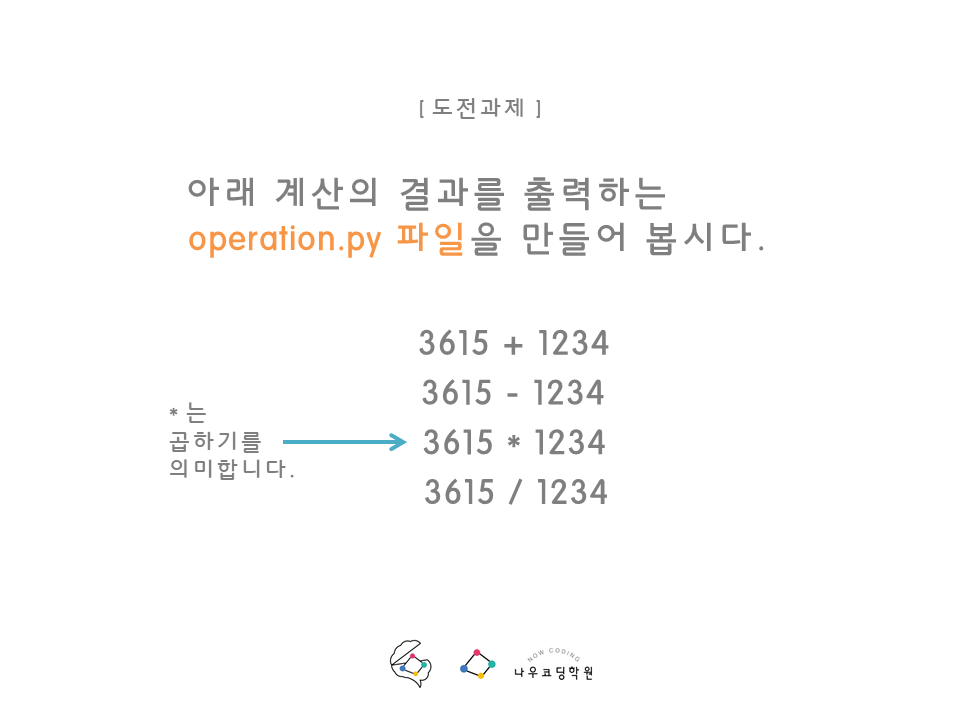 [ 도전과제 ]
아래 계산의 결과를 출력하는
operation.py 파일을 만들어 봅시다.
3615 + 1234
3615 - 1234
* 는
곱하기를
의미합니다.
3615 * 1234
3615 / 1234
NOW CODING
나우코딩학원